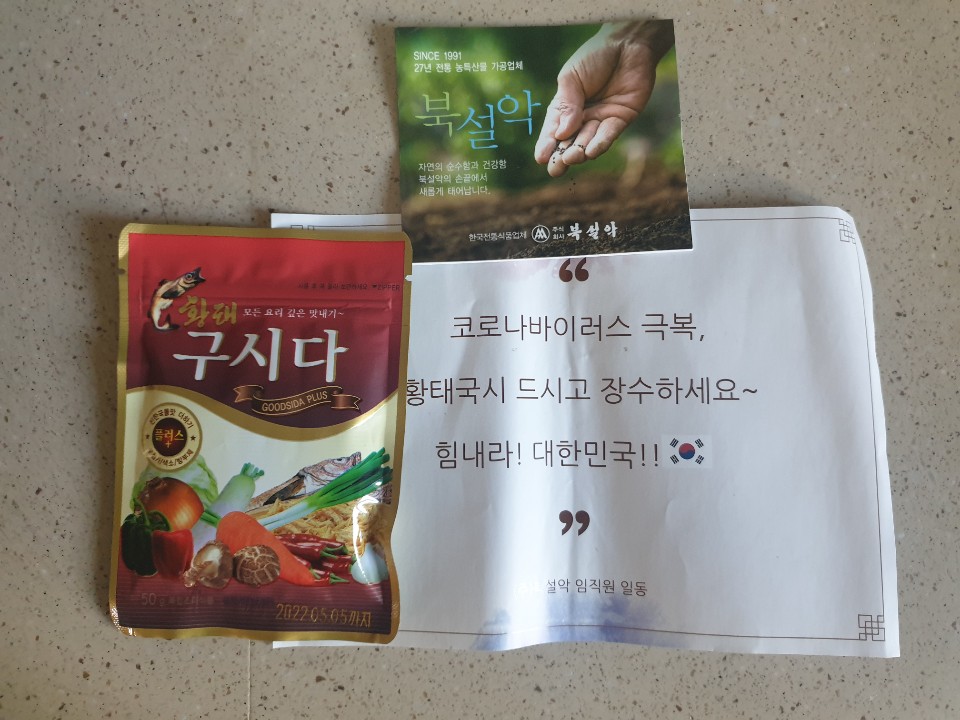 SINCE 1991
27년 전통 농특산물 가공업체
북설악
자연의 순수함과 건강함
북설악의 손끝에서
새롭게 태어납니다.
한국전통식품업체 주식회사 북설악
“
코로나바이러스 극복,
황태국시 드시고 장수하세요~
힘내라! 대한민국!!
”
설악 임직원 일동
황태 모든 요리 깊은 맛내기~
구시다
GOODSIDA PLUS
플러스
50g
2022.05.05까지